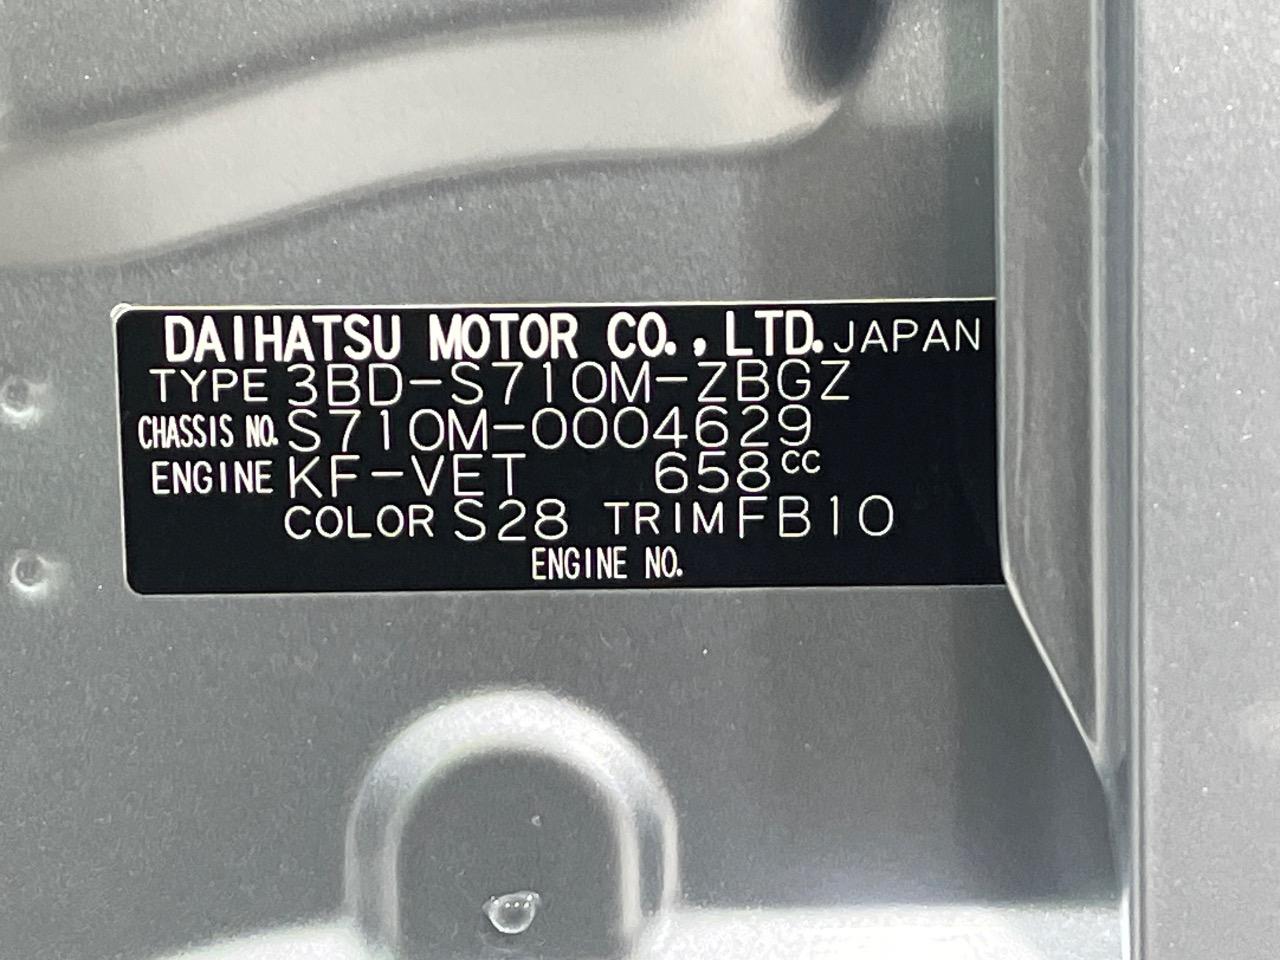 DAIHATSU MOTOR CO., LTD. JAPAN
TYPE 3BD-S710M-ZBGZ
CHASSIS NO. S710M-0004629
ENGINE KF-VET 658cc
COLOR S28 TRIM FB10
ENGINE NO.